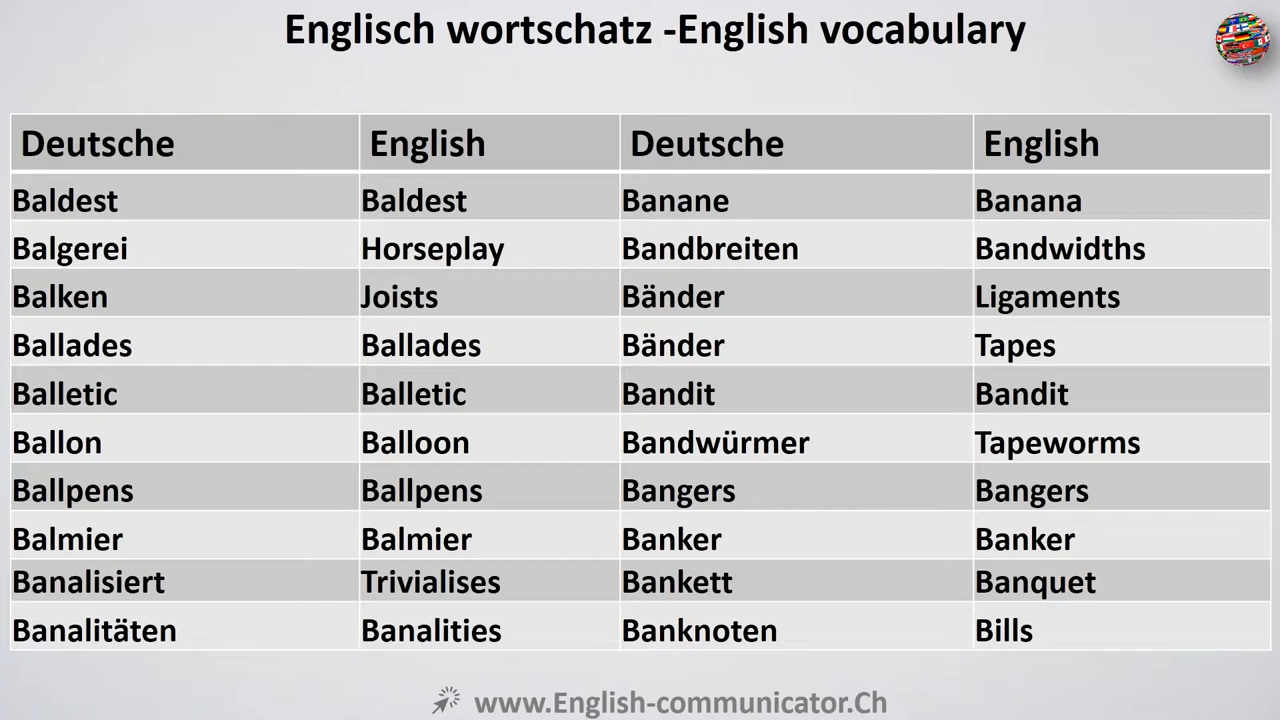 Englisch wortschatz -English vocabulary
Deutsche English Deutsche English
Baldest Baldest Banane Banana
Balgerei Horseplay Bandbreiten Bandwidths
Balken Joists Bänder Ligaments
Ballades Ballades Bänder Tapes
Balletic Balletic Bandit Bandit
Ballon Balloon Bandwürmer Tapeworms
Ballpens Ballpens Bangers Bangers
Balmier Balmier Banker Banker
Banalisiert Trivialises Bankett Banquet
Banalitäten Banalities Banknoten Bills
www.English-communicator.Ch